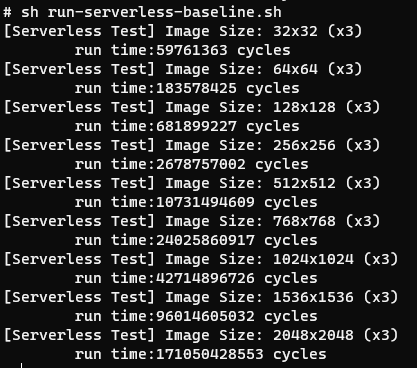 # sh run-serverless-baseline.sh
[Serverless Test] Image Size: 32x32 (x3)
run time:59761363 cycles
[Serverless Test] Image Size: 64x64 (x3)
run time:183578425 cycles
[Serverless Test] Image Size: 128x128 (x3)
run time:681899227 cycles
[Serverless Test] Image Size: 256x256 (x3)
run time:2678757002 cycles
[Serverless Test] Image Size: 512x512 (x3)
run time:10731494609 cycles
[Serverless Test] Image Size: 768x768 (x3)
run time:24025860917 cycles
[Serverless Test] Image Size: 1024x1024 (x3)
run time:42714896726 cycles
[Serverless Test] Image Size: 1536x1536 (x3)
run time:96014605032 cycles
[Serverless Test] Image Size: 2048x2048 (x3)
run time:171050428553 cycles